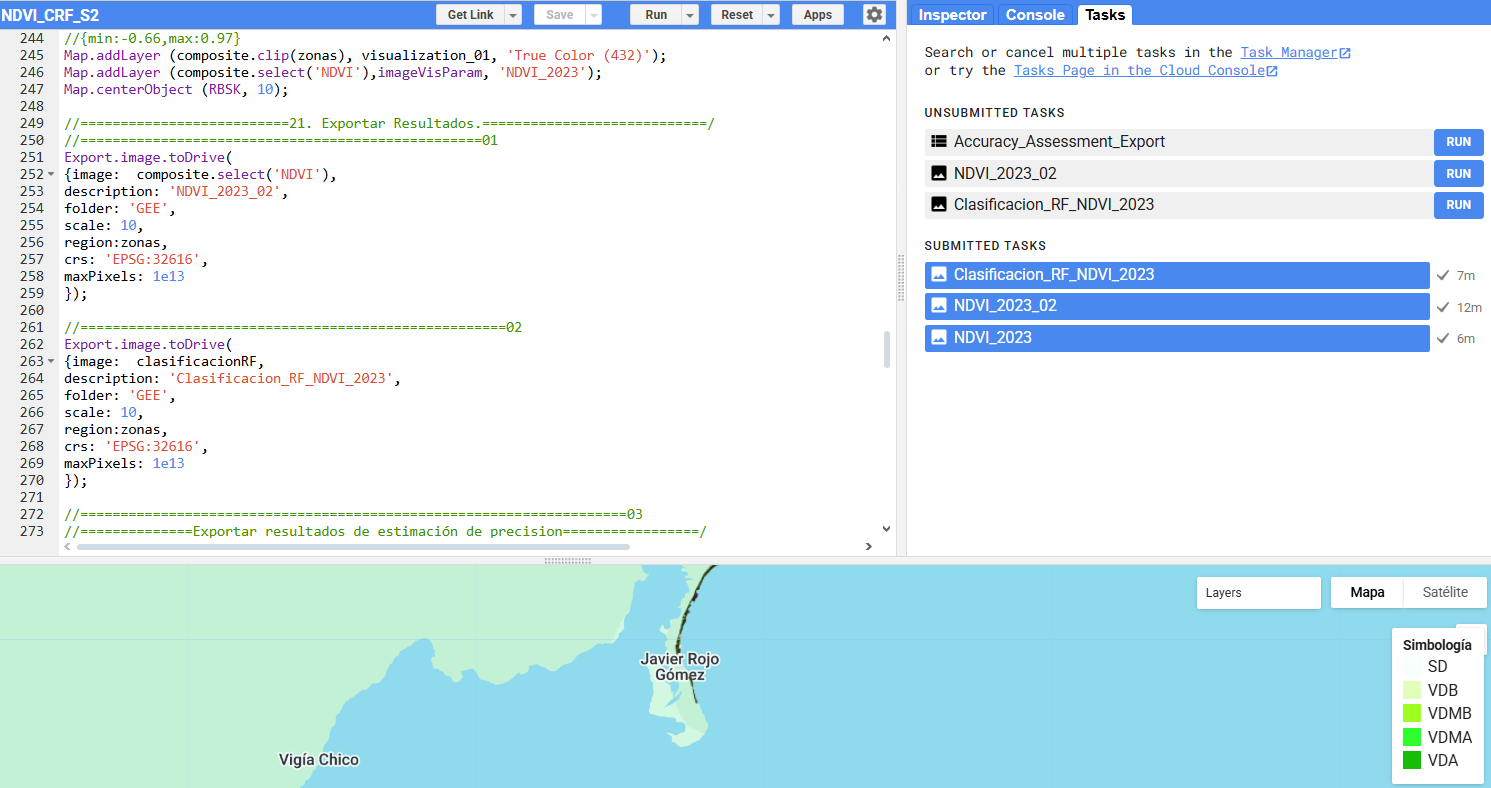 NDVI_CRF_S2
Get Link
Save
Run
Reset
Apps
244 //{min:-0.66,max:0.97}
245 Map.addLayer (composite.clip(zonas), visualization_01, 'True Color (432)');
246 Map.addLayer (composite.select('NDVI'),imageVisParam, 'NDVI_2023');
247 Map.centerObject (RBSK, 10);
248
249 //==========================21. Exportar Resultados.============================/
250 //==================================================01
251 Export.image.toDrive(
252 {image:  composite.select('NDVI'),
253 description: 'NDVI_2023_02',
254 folder: 'GEE',
255 scale: 10,
256 region:zonas,
257 crs: 'EPSG:32616',
258 maxPixels: 1e13
259 });
260
261 //=====================================================02
262 Export.image.toDrive(
263 {image:  clasificacionRF,
264 description: 'Clasificacion_RF_NDVI_2023',
265 folder: 'GEE',
266 scale: 10,
267 region:zonas,
268 crs: 'EPSG:32616',
269 maxPixels: 1e13
270 });
271
272 //====================================================================03
273 //==============Exportar resultados de estimación de precision=================/
Inspector
Console
Tasks
Search or cancel multiple tasks in the Task Manager
or try the Tasks Page in the Cloud Console
UNSUBMITTED TASKS
Accuracy_Assessment_Export RUN
NDVI_2023_02 RUN
Clasificacion_RF_NDVI_2023 RUN
SUBMITTED TASKS
Clasificacion_RF_NDVI_2023 7m
NDVI_2023_02 12m
NDVI_2023 6m
Layers
Mapa
Satélite
Javier Rojo
Gómez
Vigía Chico
Simbología
SD
VDB
VDMB
VDMA
VDA